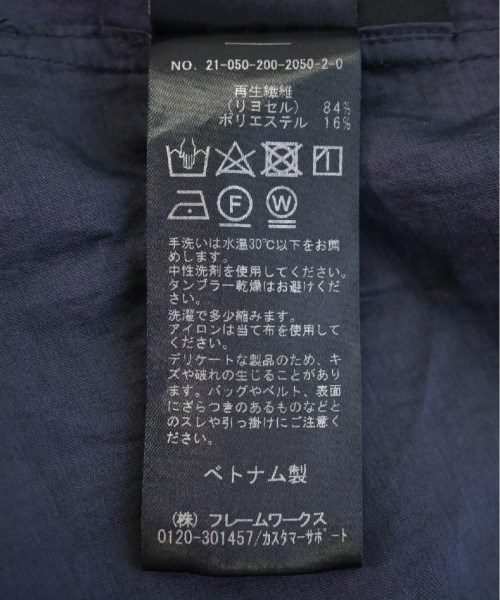 NO. 21-050-200-2050-2-0
再生繊維
(リヨセル) 84%
ポリエステル 16%
F W
手洗いは水温30℃以下をお薦
めします。
中性洗剤を使用してください。
タンブラー乾燥はお避けくだ
さい。
洗濯で多少縮みます。
アイロンは当て布を使用して
ください。
デリケートな製品のため、キ
ズや破れの生じることがあり
ます。バッグやベルト、表面
にざらつきのあるものなどと
のスレや引っ掛けにご注意く
ださい。
ベトナム製
(株) フレームワークス
0120-301457/カスタマーサポート